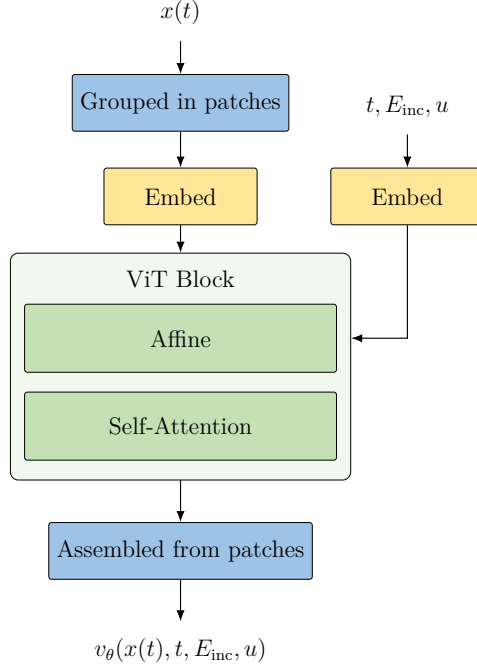 x(t)
Grouped in patches
t, E_inc, u
Embed
Embed
ViT Block
Affine
Self-Attention
Assembled from patches
v_θ(x(t), t, E_inc, u)